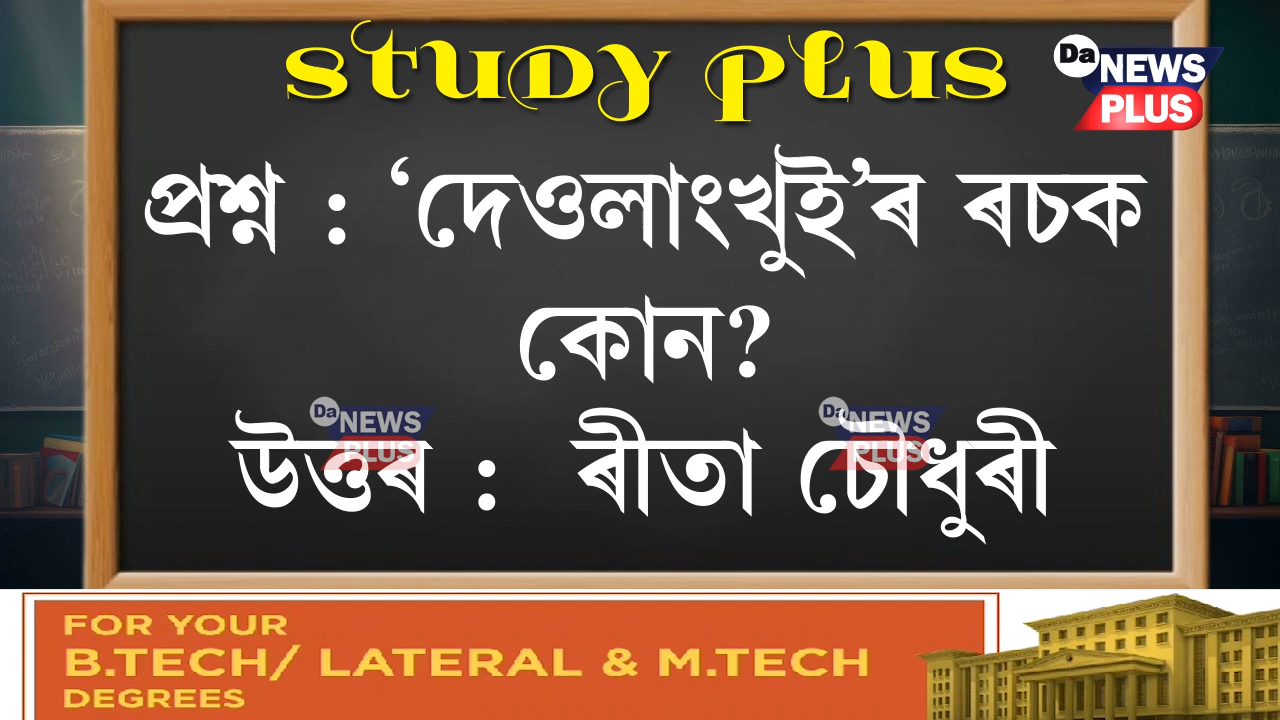 study plus
Da NEWS
PLUS
প্ৰশ্ন : ‘দেওলাংখুই’ৰ ৰচক
কোন?
Da NEWS
PLUS
Da NEWS
PLUS
উত্তৰ : ৰীতা চৌধুৰী
FOR YOUR
B.TECH/ LATERAL & M.TECH
DEGREES